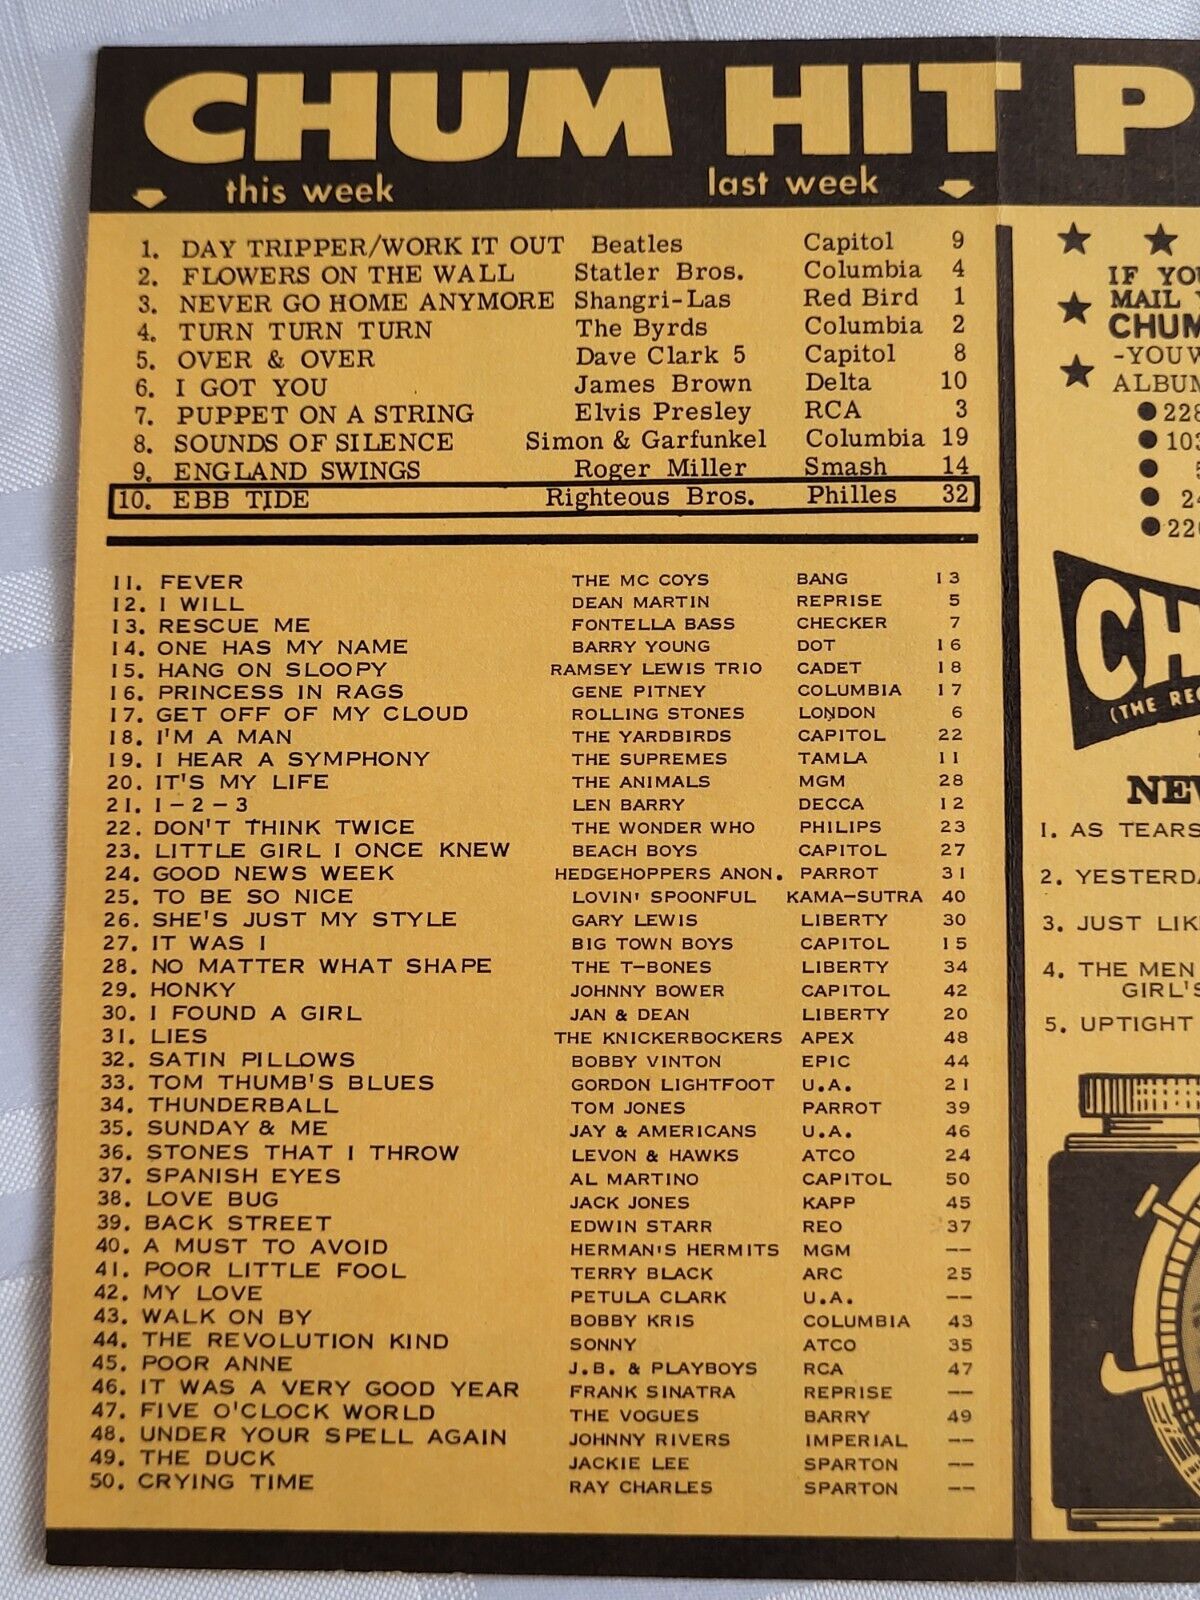 CHUM HIT P
this week last week
1. DAY TRIPPER/WORK IT OUT Beatles Capitol 9
2. FLOWERS ON THE WALL Statler Bros. Columbia 4
3. NEVER GO HOME ANYMORE Shangri-Las Red Bird 1
4. TURN TURN TURN The Byrds Columbia 2
5. OVER & OVER Dave Clark 5 Capitol 8
6. I GOT YOU James Brown Delta 10
7. PUPPET ON A STRING Elvis Presley RCA 3
8. SOUNDS OF SILENCE Simon & Garfunkel Columbia 19
9. ENGLAND SWINGS Roger Miller Smash 14
10. EBB TIDE Righteous Bros. Philles 32
11. FEVER THE MC COYS BANG 13
12. I WILL DEAN MARTIN REPRISE 5
13. RESCUE ME FONTELLA BASS CHECKER 7
14. ONE HAS MY NAME BARRY YOUNG DOT 16
15. HANG ON SLOOPY RAMSEY LEWIS TRIO CADET 18
16. PRINCESS IN RAGS GENE PITNEY COLUMBIA 17
17. GET OFF OF MY CLOUD ROLLING STONES LONDON 6
18. I'M A MAN THE YARDBIRDS CAPITOL 22
19. I HEAR A SYMPHONY THE SUPREMES TAMLA 11
20. IT'S MY LIFE THE ANIMALS MGM 28
21. 1-2-3 LEN BARRY DECCA 12
22. DON'T THINK TWICE THE WONDER WHO PHILIPS 23
23. LITTLE GIRL I ONCE KNEW BEACH BOYS CAPITOL 27
24. GOOD NEWS WEEK HEDGEHOPPERS ANON. PARROT 31
25. TO BE SO NICE LOVIN' SPOONFUL KAMA-SUTRA 40
26. SHE'S JUST MY STYLE GARY LEWIS LIBERTY 30
27. IT WAS I BIG TOWN BOYS CAPITOL 15
28. NO MATTER WHAT SHAPE THE T-BONES LIBERTY 34
29. HONKY JOHNNY BOWER CAPITOL 42
30. I FOUND A GIRL JAN & DEAN LIBERTY 20
31. LIES THE KNICKERBOCKERS APEX 48
32. SATIN PILLOWS BOBBY VINTON EPIC 44
33. TOM THUMB'S BLUES GORDON LIGHTFOOT U.A. 21
34. THUNDERBALL TOM JONES PARROT 39
35. SUNDAY & ME JAY & AMERICANS U.A. 46
36. STONES THAT I THROW LEVON & HAWKS ATCO 24
37. SPANISH EYES AL MARTINO CAPITOL 50
38. LOVE BUG JACK JONES KAPP 45
39. BACK STREET EDWIN STARR REO 37
40. A MUST TO AVOID HERMAN'S HERMITS MGM --
41. POOR LITTLE FOOL TERRY BLACK ARC 25
42. MY LOVE PETULA CLARK U.A. --
43. WALK ON BY BOBBY KRIS COLUMBIA 43
44. THE REVOLUTION KIND SONNY ATCO 35
45. POOR ANNE J.B. & PLAYBOYS RCA 47
46. IT WAS A VERY GOOD YEAR FRANK SINATRA REPRISE --
47. FIVE O'CLOCK WORLD THE VOGUES BARRY 49
48. UNDER YOUR SPELL AGAIN JOHNNY RIVERS IMPERIAL --
49. THE DUCK JACKIE LEE SPARTON --
50. CRYING TIME RAY CHARLES SPARTON --
IF YOU
MAIL
CHUM
-YOU
ALBUM
228
103
5
24
220
CH
(THE REC
NEW
1. AS TEARS
2. YESTERDA
3. JUST LIK
4. THE MEN
GIRL'S
5. UPTIGHT